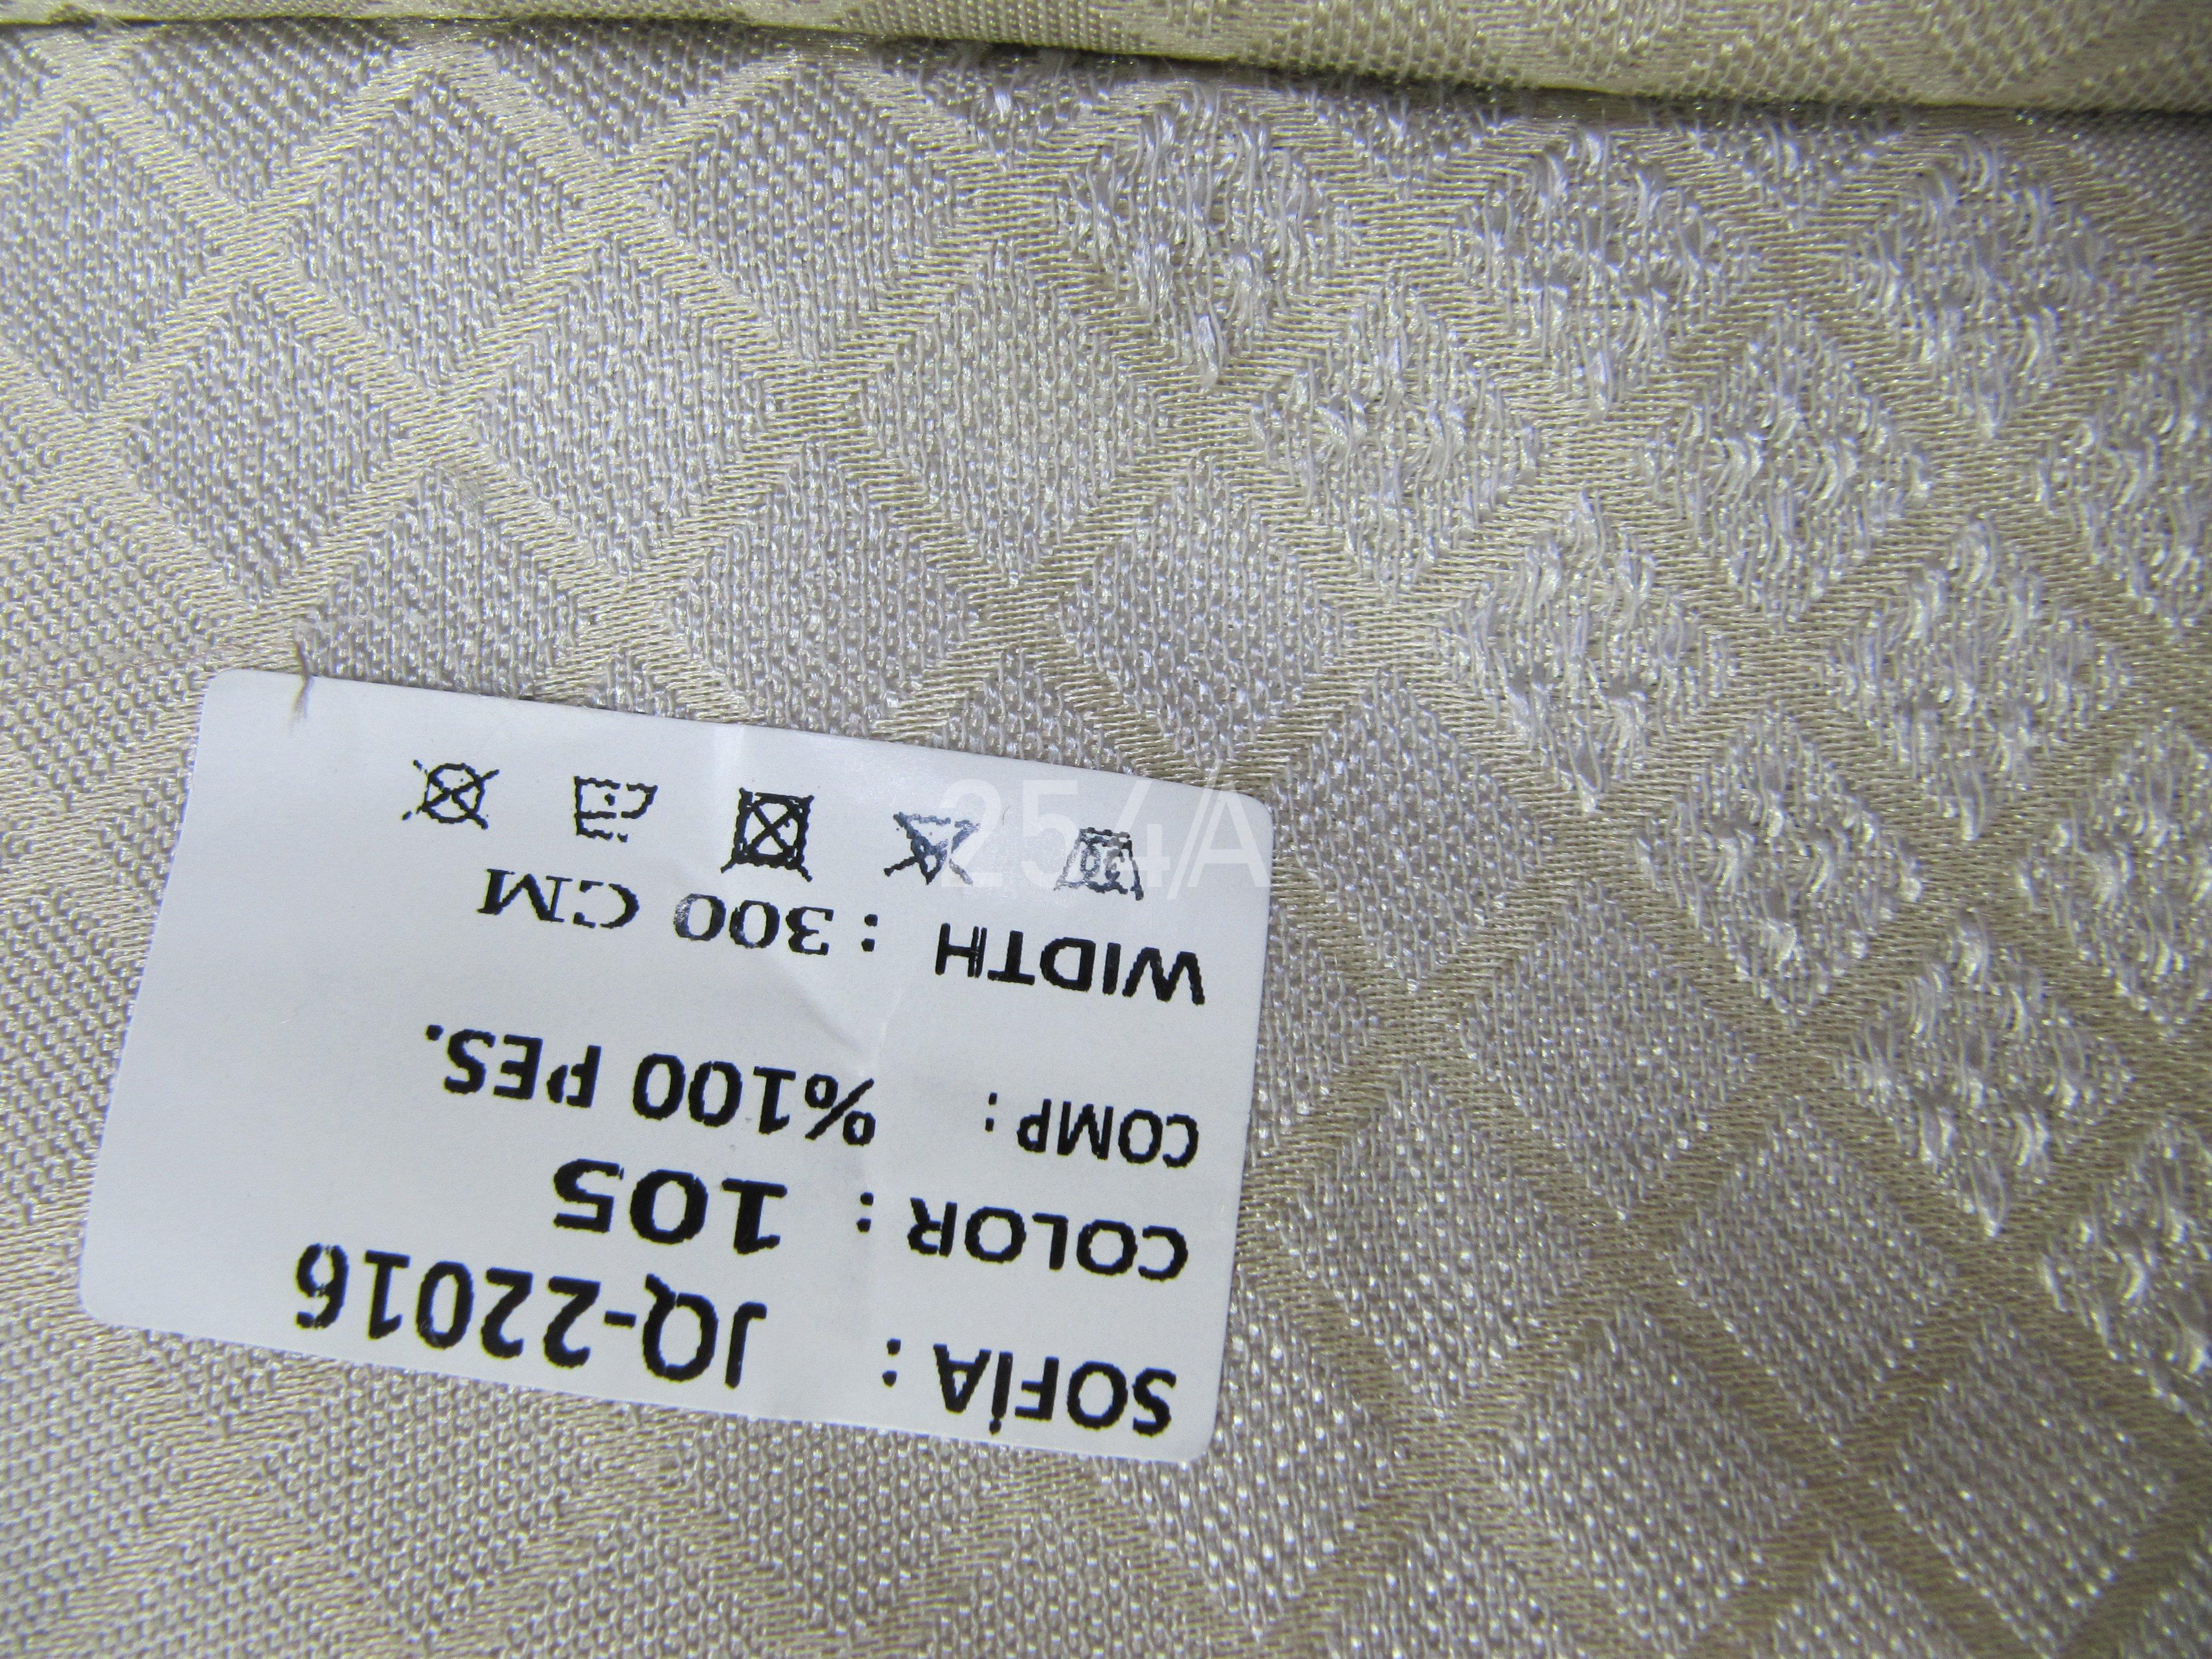 SOFİA : JQ-22016
COLOR : 105
COMP : %100 PES.
WIDTH : 300 CM
254/A